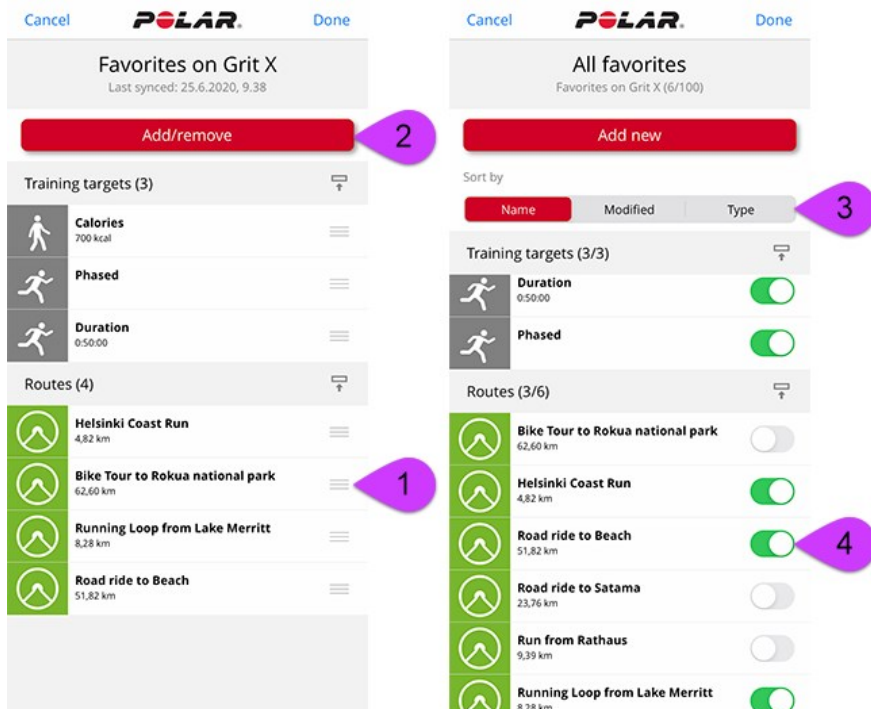 Cancel
POLAR.
Done
Favorites on Grit X
Last synced: 25.6.2020, 9.38
Add/remove
2
Training targets (3)
Calories
700 kcal
Phased
Duration
0:50:00
Routes (4)
Helsinki Coast Run
4,82 km
Bike Tour to Rokua national park
62,60 km
1
Running Loop from Lake Merritt
8,28 km
Road ride to Beach
51,82 km
Cancel
POLAR.
Done
All favorites
Favorites on Grit X (6/100)
Add new
Sort by
Name Modified Type
3
Training targets (3/3)
Duration
0:50:00
Phased
Routes (3/6)
Bike Tour to Rokua national park
62,60 km
Helsinki Coast Run
4,82 km
Road ride to Beach
51,82 km
4
Road ride to Satama
23,76 km
Run from Rathaus
9,39 km
Running Loop from Lake Merritt
8,28 km